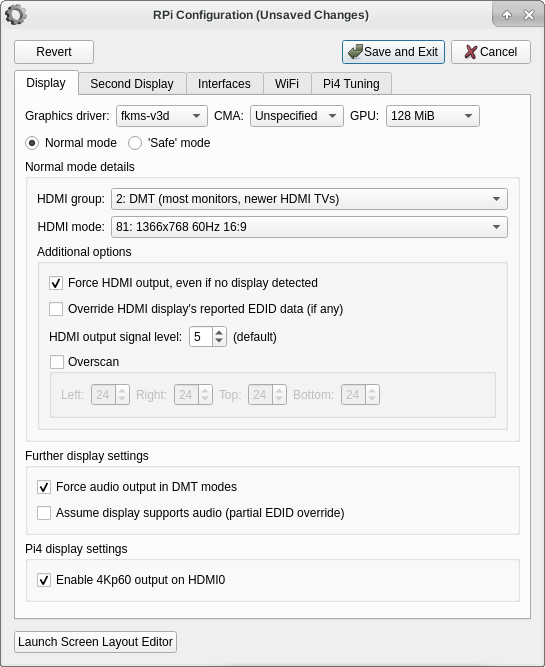 RPi Configuration (Unsaved Changes)
Revert Save and Exit Cancel
Display Second Display Interfaces WiFi Pi4 Tuning
Graphics driver: fkms-v3d CMA: Unspecified GPU: 128 MiB
Normal mode 'Safe' mode
Normal mode details
HDMI group: 2: DMT (most monitors, newer HDMI TVs)
HDMI mode: 81: 1366x768 60Hz 16:9
Additional options
Force HDMI output, even if no display detected
Override HDMI display's reported EDID data (if any)
HDMI output signal level: 5 (default)
Overscan
Left: 24 Right: 24 Top: 24 Bottom: 24
Further display settings
Force audio output in DMT modes
Assume display supports audio (partial EDID override)
Pi4 display settings
Enable 4Kp60 output on HDMI0
Launch Screen Layout Editor